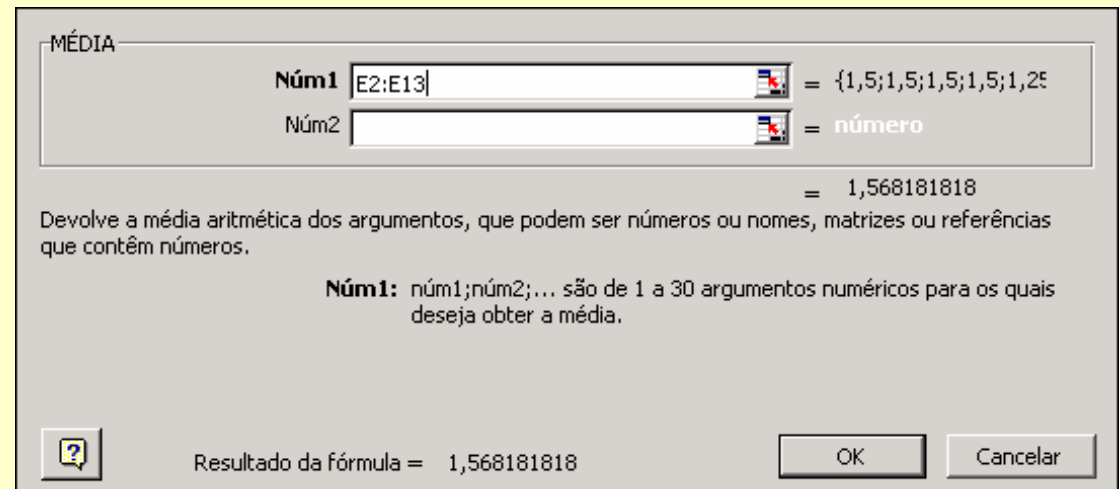 MÉDIA
Núm1 E2:E13 = {1,5;1,5;1,5;1,5;1,25
Núm2 = número
= 1,568181818
Devolve a média aritmética dos argumentos, que podem ser números ou nomes, matrizes ou referências
que contêm números.
Núm1: núm1;núm2;... são de 1 a 30 argumentos numéricos para os quais
deseja obter a média.
? Resultado da fórmula = 1,568181818 OK Cancelar